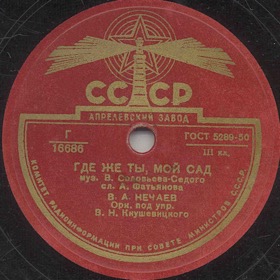 СССР
АПРЕЛЕВСКИЙ ЗАВОД
Г
16686
ГОСТ 5289-50
III кл.
ГДЕ ЖЕ ТЫ, МОЙ САД
муз. В. Соловьева-Седого
сл. А. Фатьянова
В. А. НЕЧАЕВ
Орк. под упр.
В. Н. Кнушевицкого
КОМИТЕТ РАДИОИНФОРМАЦИИ ПРИ СОВЕТЕ МИНИСТРОВ СССР